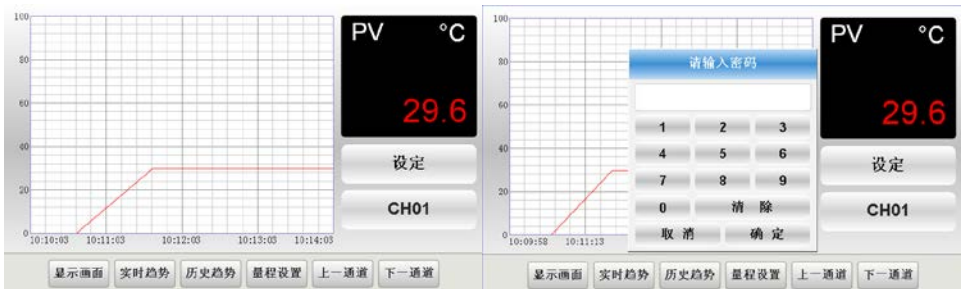 100
80
60
40
20
0
10:10:03 10:11:03 10:12:03 10:13:03 10:14:03
PV °C
29.6
设定
CH01
显示画面 实时趋势 历史趋势 量程设置 上一通道 下一通道
100
80
60
40
20
0
10:09:58 10:11:13
请输入密码
1 2 3
4 5 6
7 8 9
0 清 除
取 消 确 定
PV °C
29.6
设定
CH01
显示画面 实时趋势 历史趋势 量程设置 上一通道 下一通道